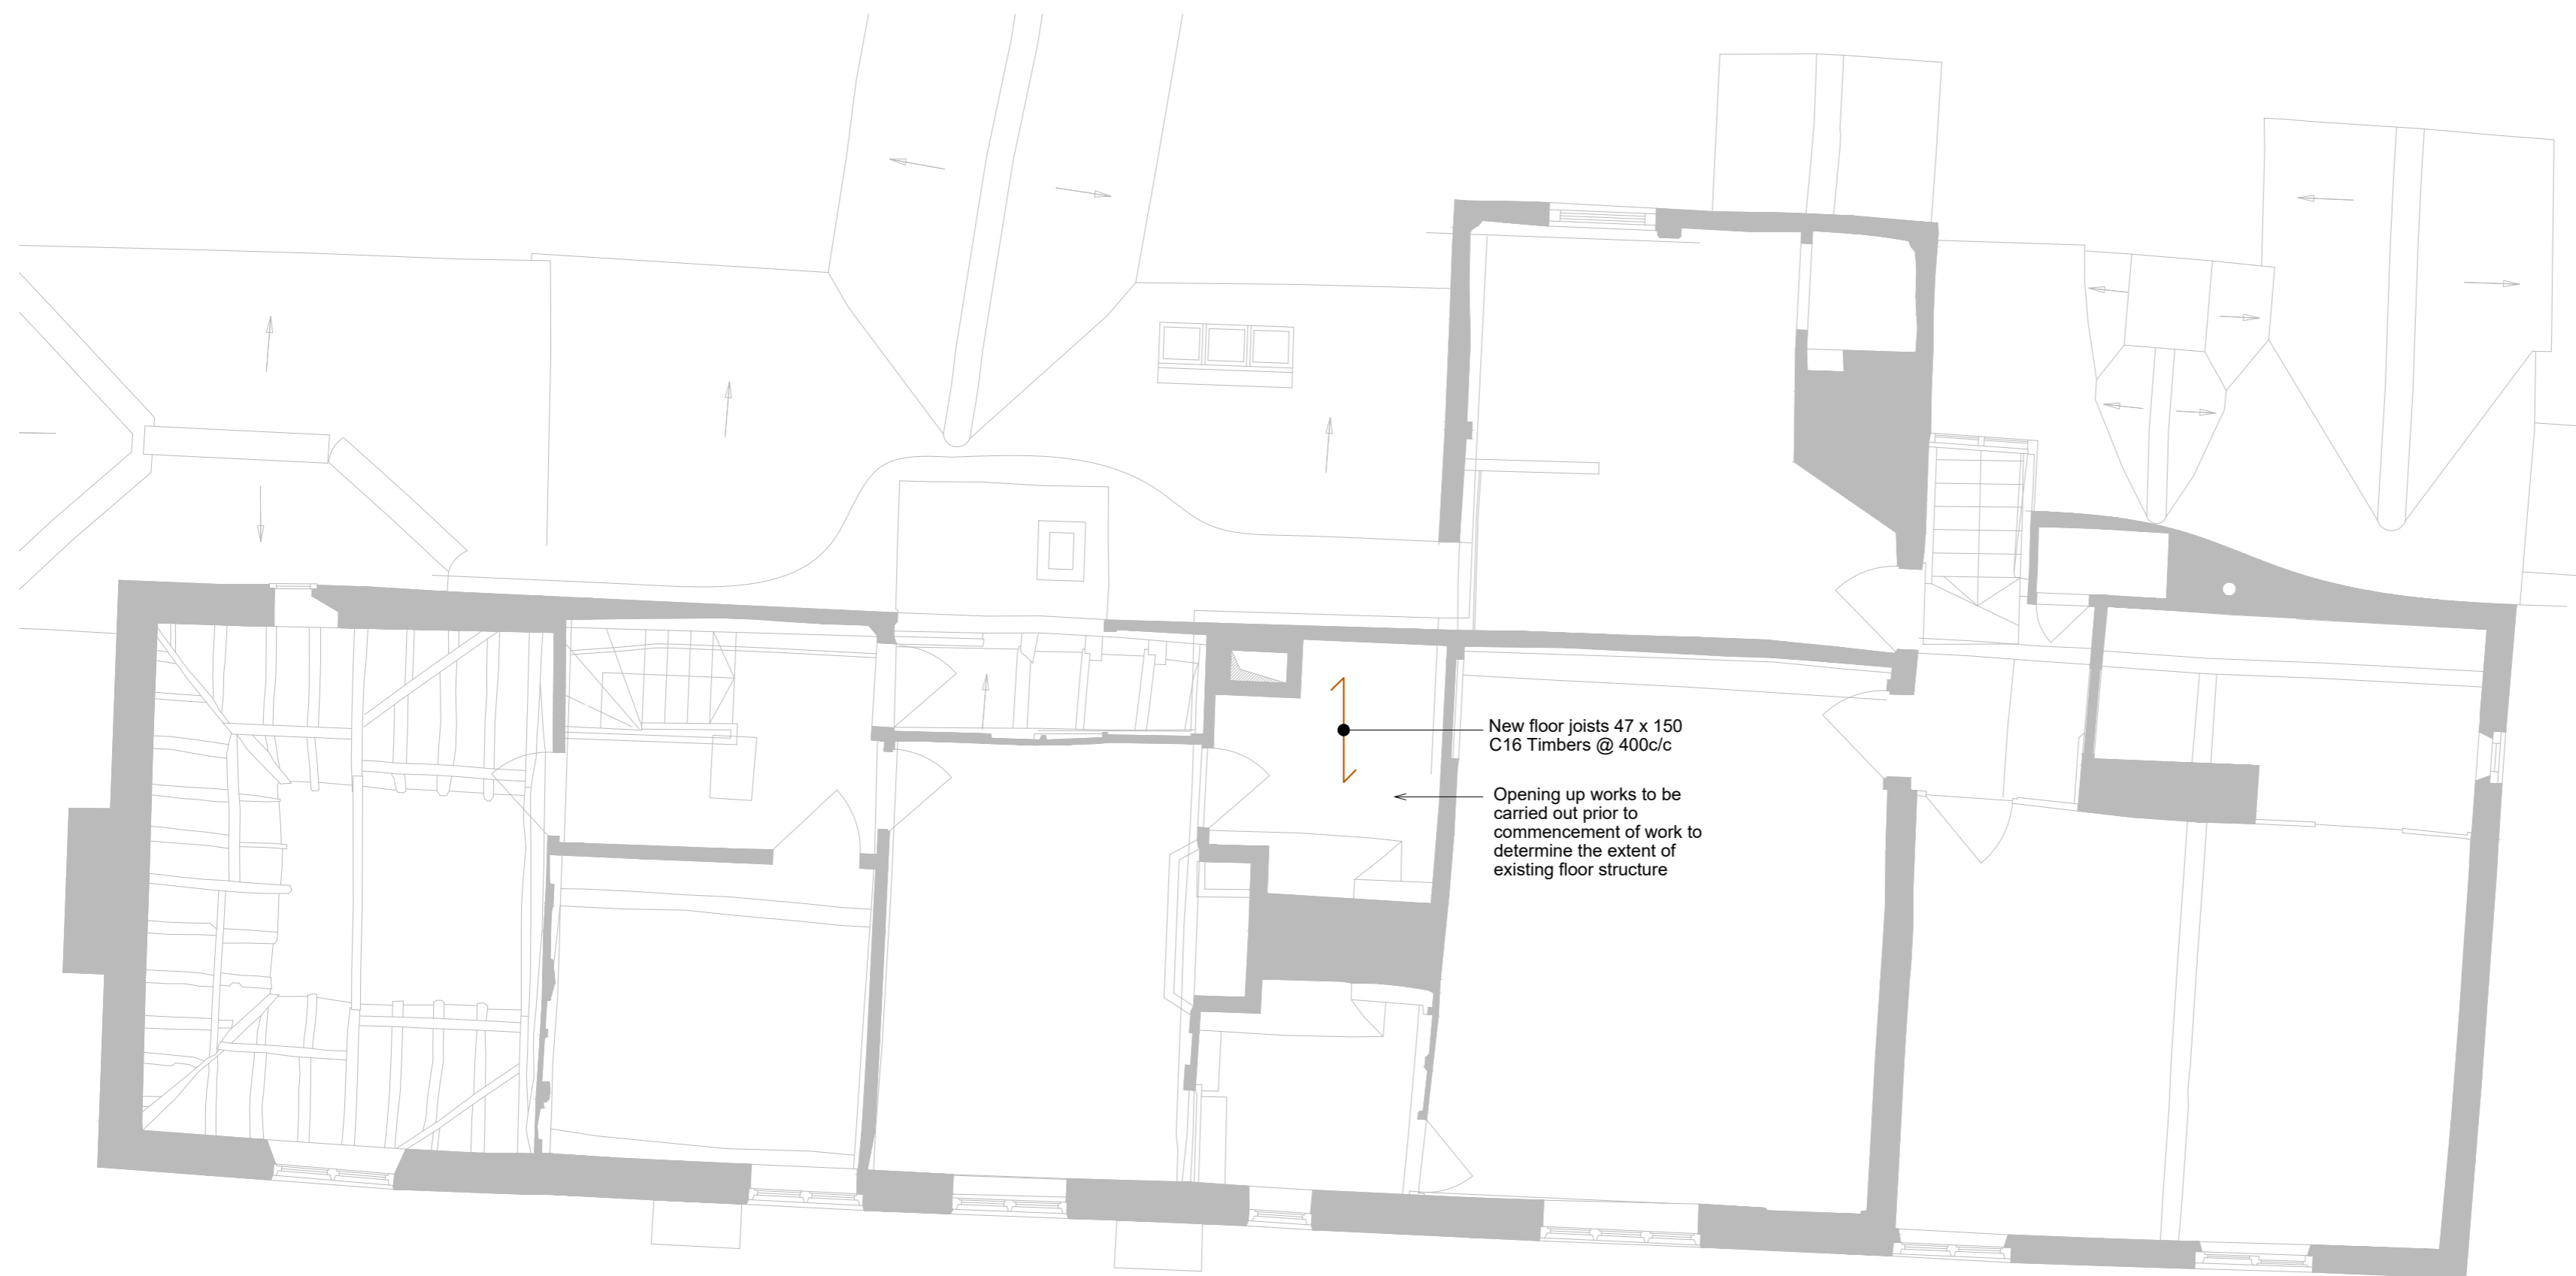 New floor joists 47 x 150
C16 Timbers @ 400c/c
Opening up works to be
carried out prior to
commencement of work to
determine the extent of
existing floor structure